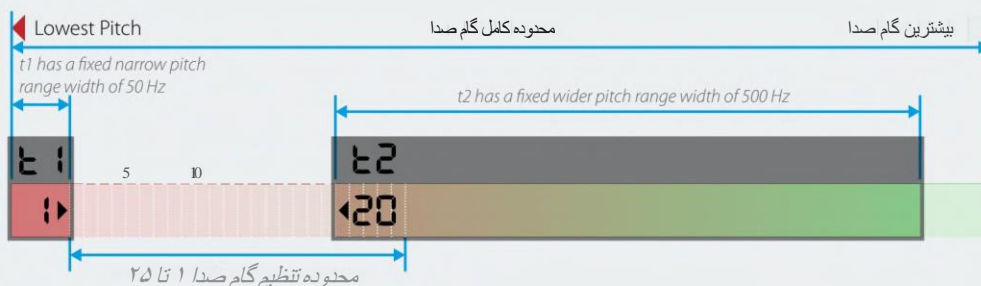 Lowest Pitch
محدوده کامل گام صدا
بیشترین گام صدا
t1 has a fixed narrow pitch
range width of 50 Hz
t2 has a fixed wider pitch range width of 500 Hz
t1
t2
5
10
1
20
محدوده تنظیم گام صدا ۱ تا ۲۵